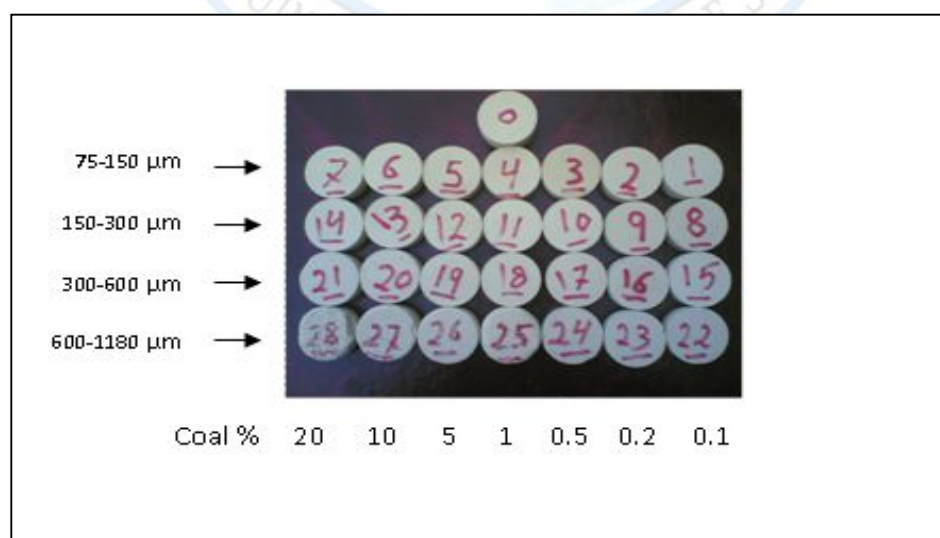 0
75-150 µm 7 6 5 4 3 2 1
150-300 µm 14 13 12 11 10 9 8
300-600 µm 21 20 19 18 17 16 15
600-1180 µm 28 27 26 25 24 23 22
Coal % 20 10 5 1 0.5 0.2 0.1